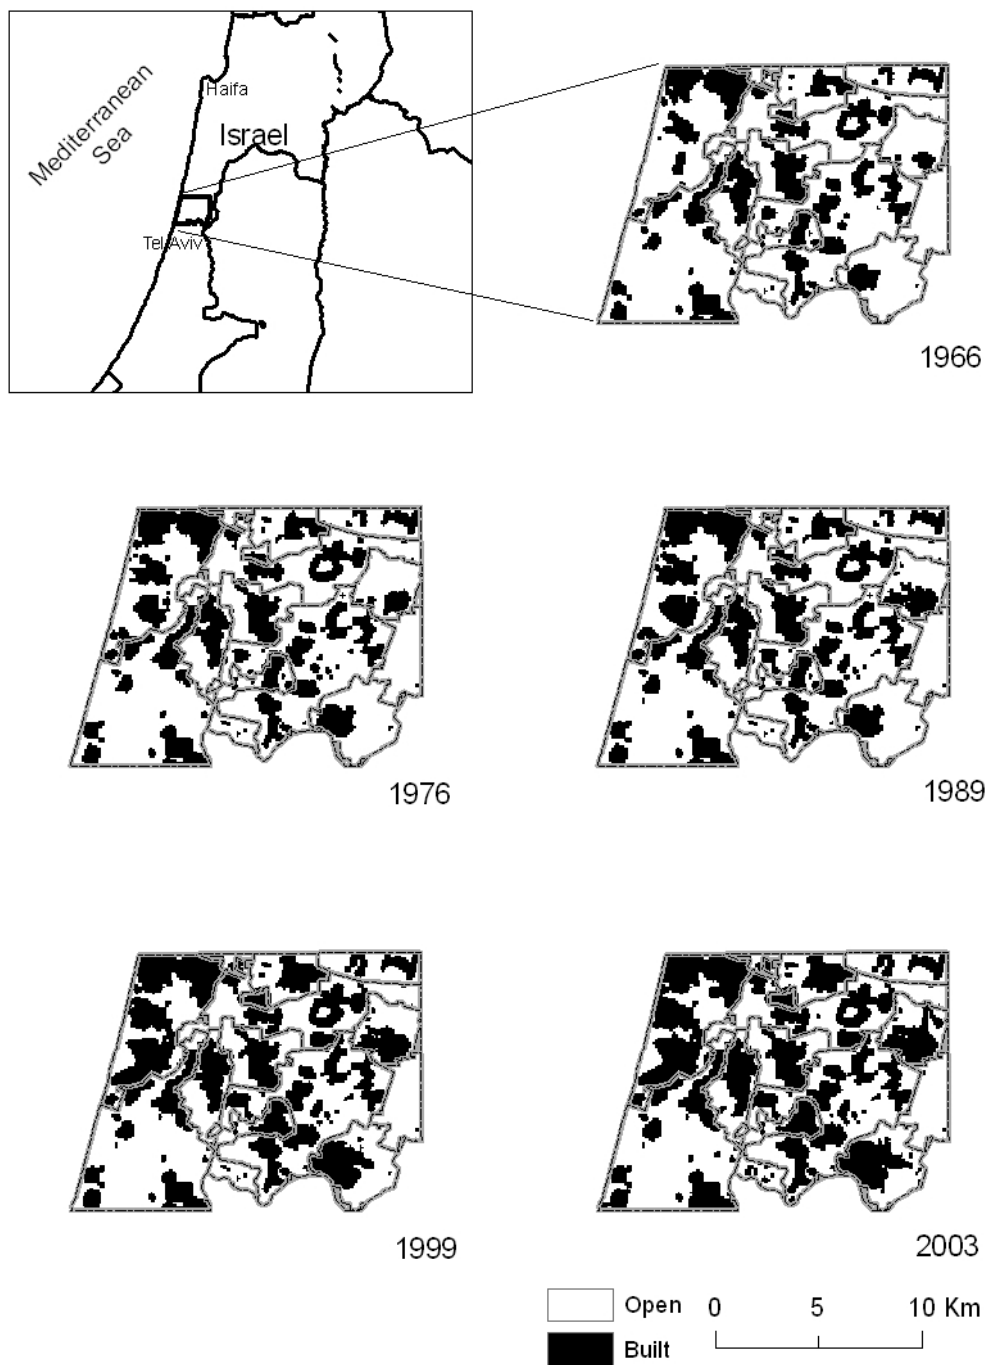 Mediterranean
Sea
Haifa
Israel
Tel Aviv
1966
1976
1989
1999
2003
Open 0 5 10 Km
Built